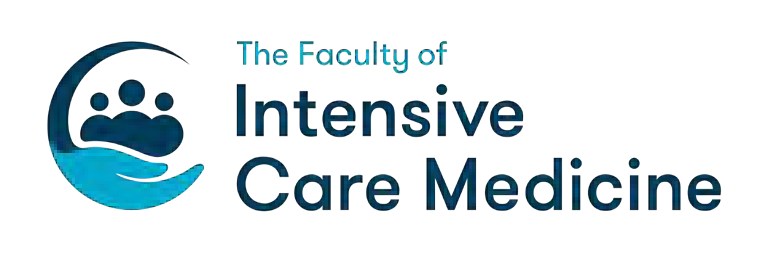 The Faculty of
Intensive
Care Medicine